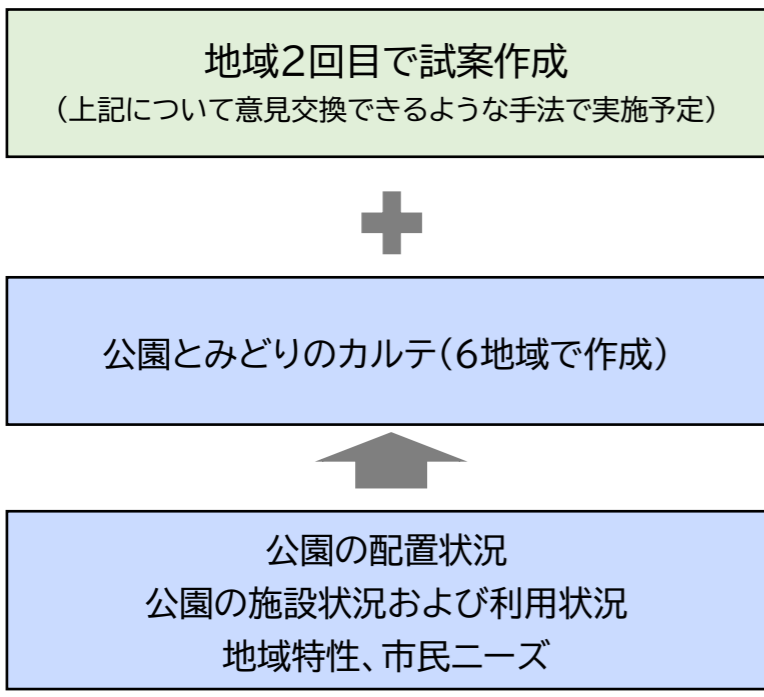 地域2回目で試案作成
(上記について意見交換できるような手法で実施予定)
公園とみどりのカルテ(6地域で作成)
公園の配置状況
公園の施設状況および利用状況
地域特性、市民ニーズ